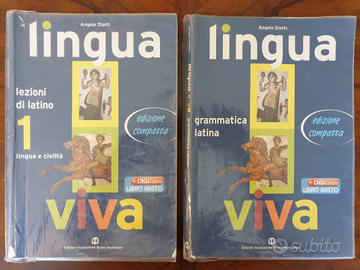 Angelo Diotti
lingua
lezioni
di latino
1
lingua e civiltà
edizione
compatta
+DIGIlibro
LIBRO MISTO
viva
Edizioni Scolastiche Bruno Mondadori
Angelo Diotti
lingua
grammatica
latina
edizione
compatta
+DIGIlibro
LIBRO MISTO
viva
Edizioni Scolastiche Bruno Mondadori
subito